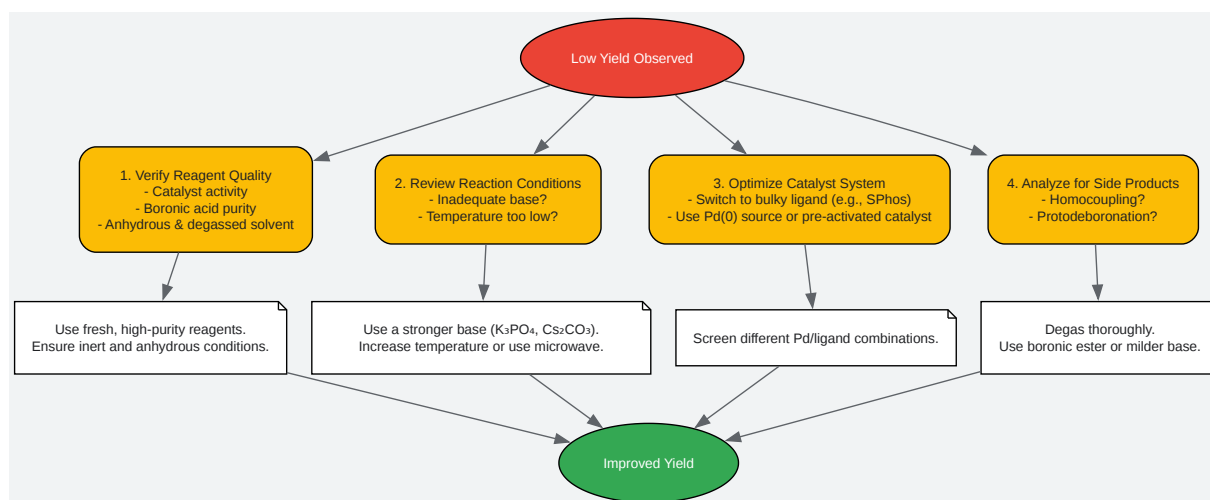 Low Yield Observed
1. Verify Reagent Quality
- Catalyst activity
- Boronic acid purity
- Anhydrous & degassed solvent
2. Review Reaction Conditions
- Inadequate base?
- Temperature too low?
3. Optimize Catalyst System
- Switch to bulky ligand (e.g., SPhos)
- Use Pd(0) source or pre-activated catalyst
4. Analyze for Side Products
- Homocoupling?
- Protodeboronation?
Use fresh, high-purity reagents.
Ensure inert and anhydrous conditions.
Use a stronger base (K₃PO₄, Cs₂CO₃).
Increase temperature or use microwave.
Screen different Pd/ligand combinations.
Degas thoroughly.
Use boronic ester or milder base.
Improved Yield